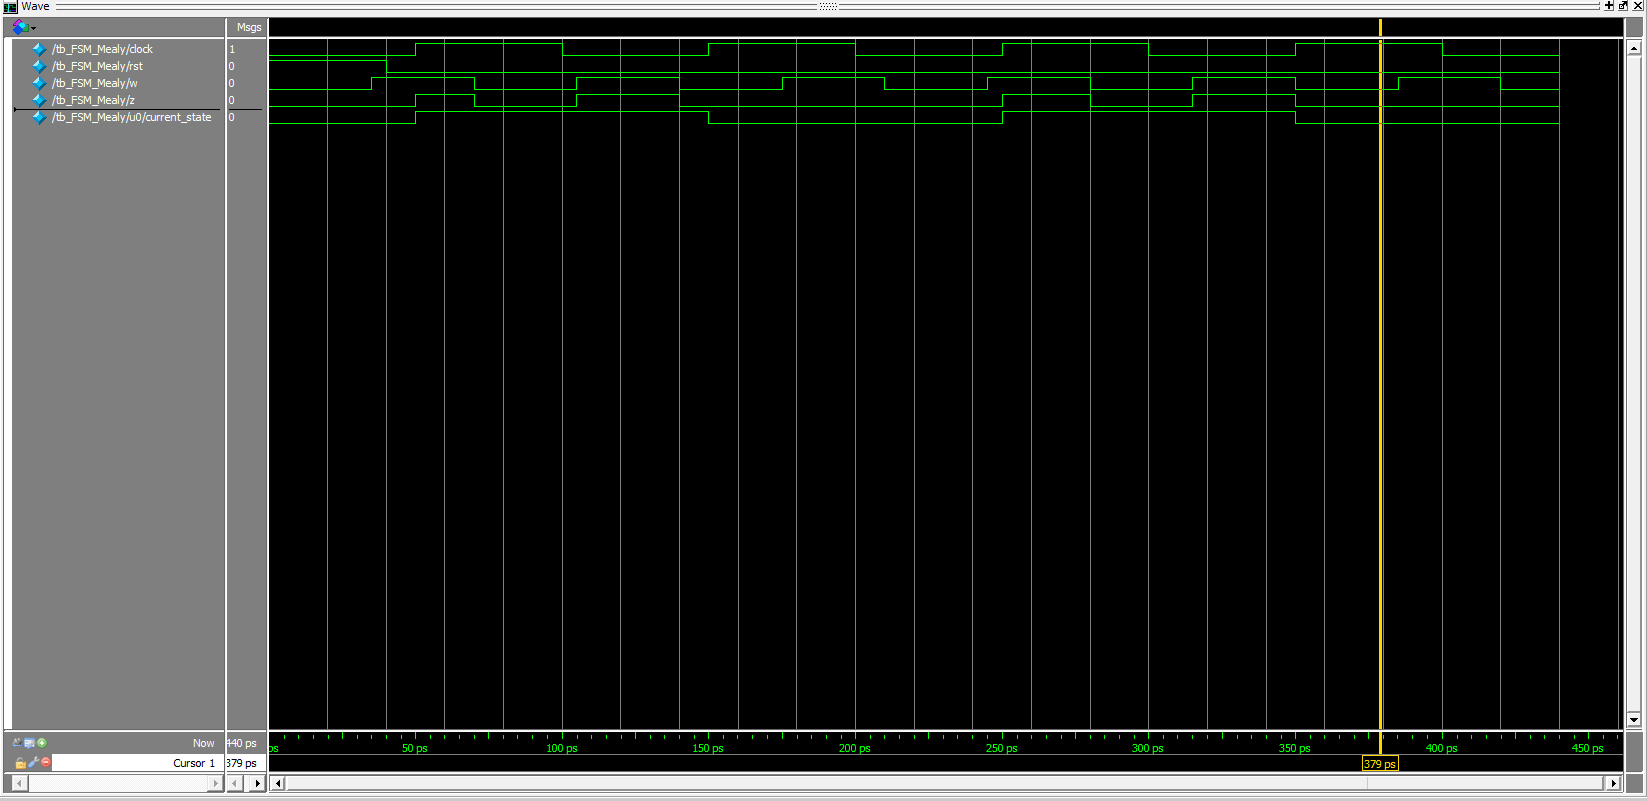 Wave
Msgs
/tb_FSM_Mealy/clock 1
/tb_FSM_Mealy/rst 0
/tb_FSM_Mealy/w 0
/tb_FSM_Mealy/z 0
/tb_FSM_Mealy/u0/current_state 0
Now 440 ps ps 50 ps 100 ps 150 ps 200 ps 250 ps 300 ps 350 ps 400 ps 450 ps
Cursor 1 379 ps 379 ps